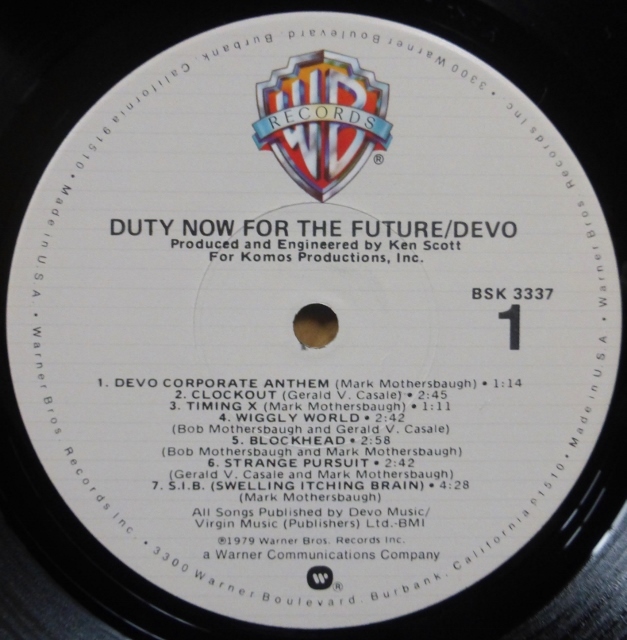 WB
RECORDS
®
DUTY NOW FOR THE FUTURE/DEVO
Produced and Engineered by Ken Scott
For Komos Productions, Inc.
BSK 3337
1
1. DEVO CORPORATE ANTHEM (Mark Mothersbaugh) • 1:14
2. CLOCKOUT (Gerald V. Casale) • 2:45
3. TIMING X (Mark Mothersbaugh) • 1:11
4. WIGGLY WORLD • 2:42
(Bob Mothersbaugh and Gerald V. Casale)
5. BLOCKHEAD • 2:58
(Bob Mothersbaugh and Mark Mothersbaugh)
6. STRANGE PURSUIT • 2:42
(Gerald V. Casale and Mark Mothersbaugh)
7. S.I.B. (SWELLING ITCHING BRAIN) • 4:28
(Mark Mothersbaugh)
All Songs Published by Devo Music/
Virgin Music (Publishers) Ltd.-BMI
℗1979 Warner Bros. Records Inc.
a Warner Communications Company
W®
Made in U.S.A. • Warner Bros. Records Inc. • 3300 Warner Boulevard. Burbank. California 91510 • Made in U.S.A. • Warner Bros. Records Inc. • 3300 Warner Boulevard. Burbank. California 91510 •